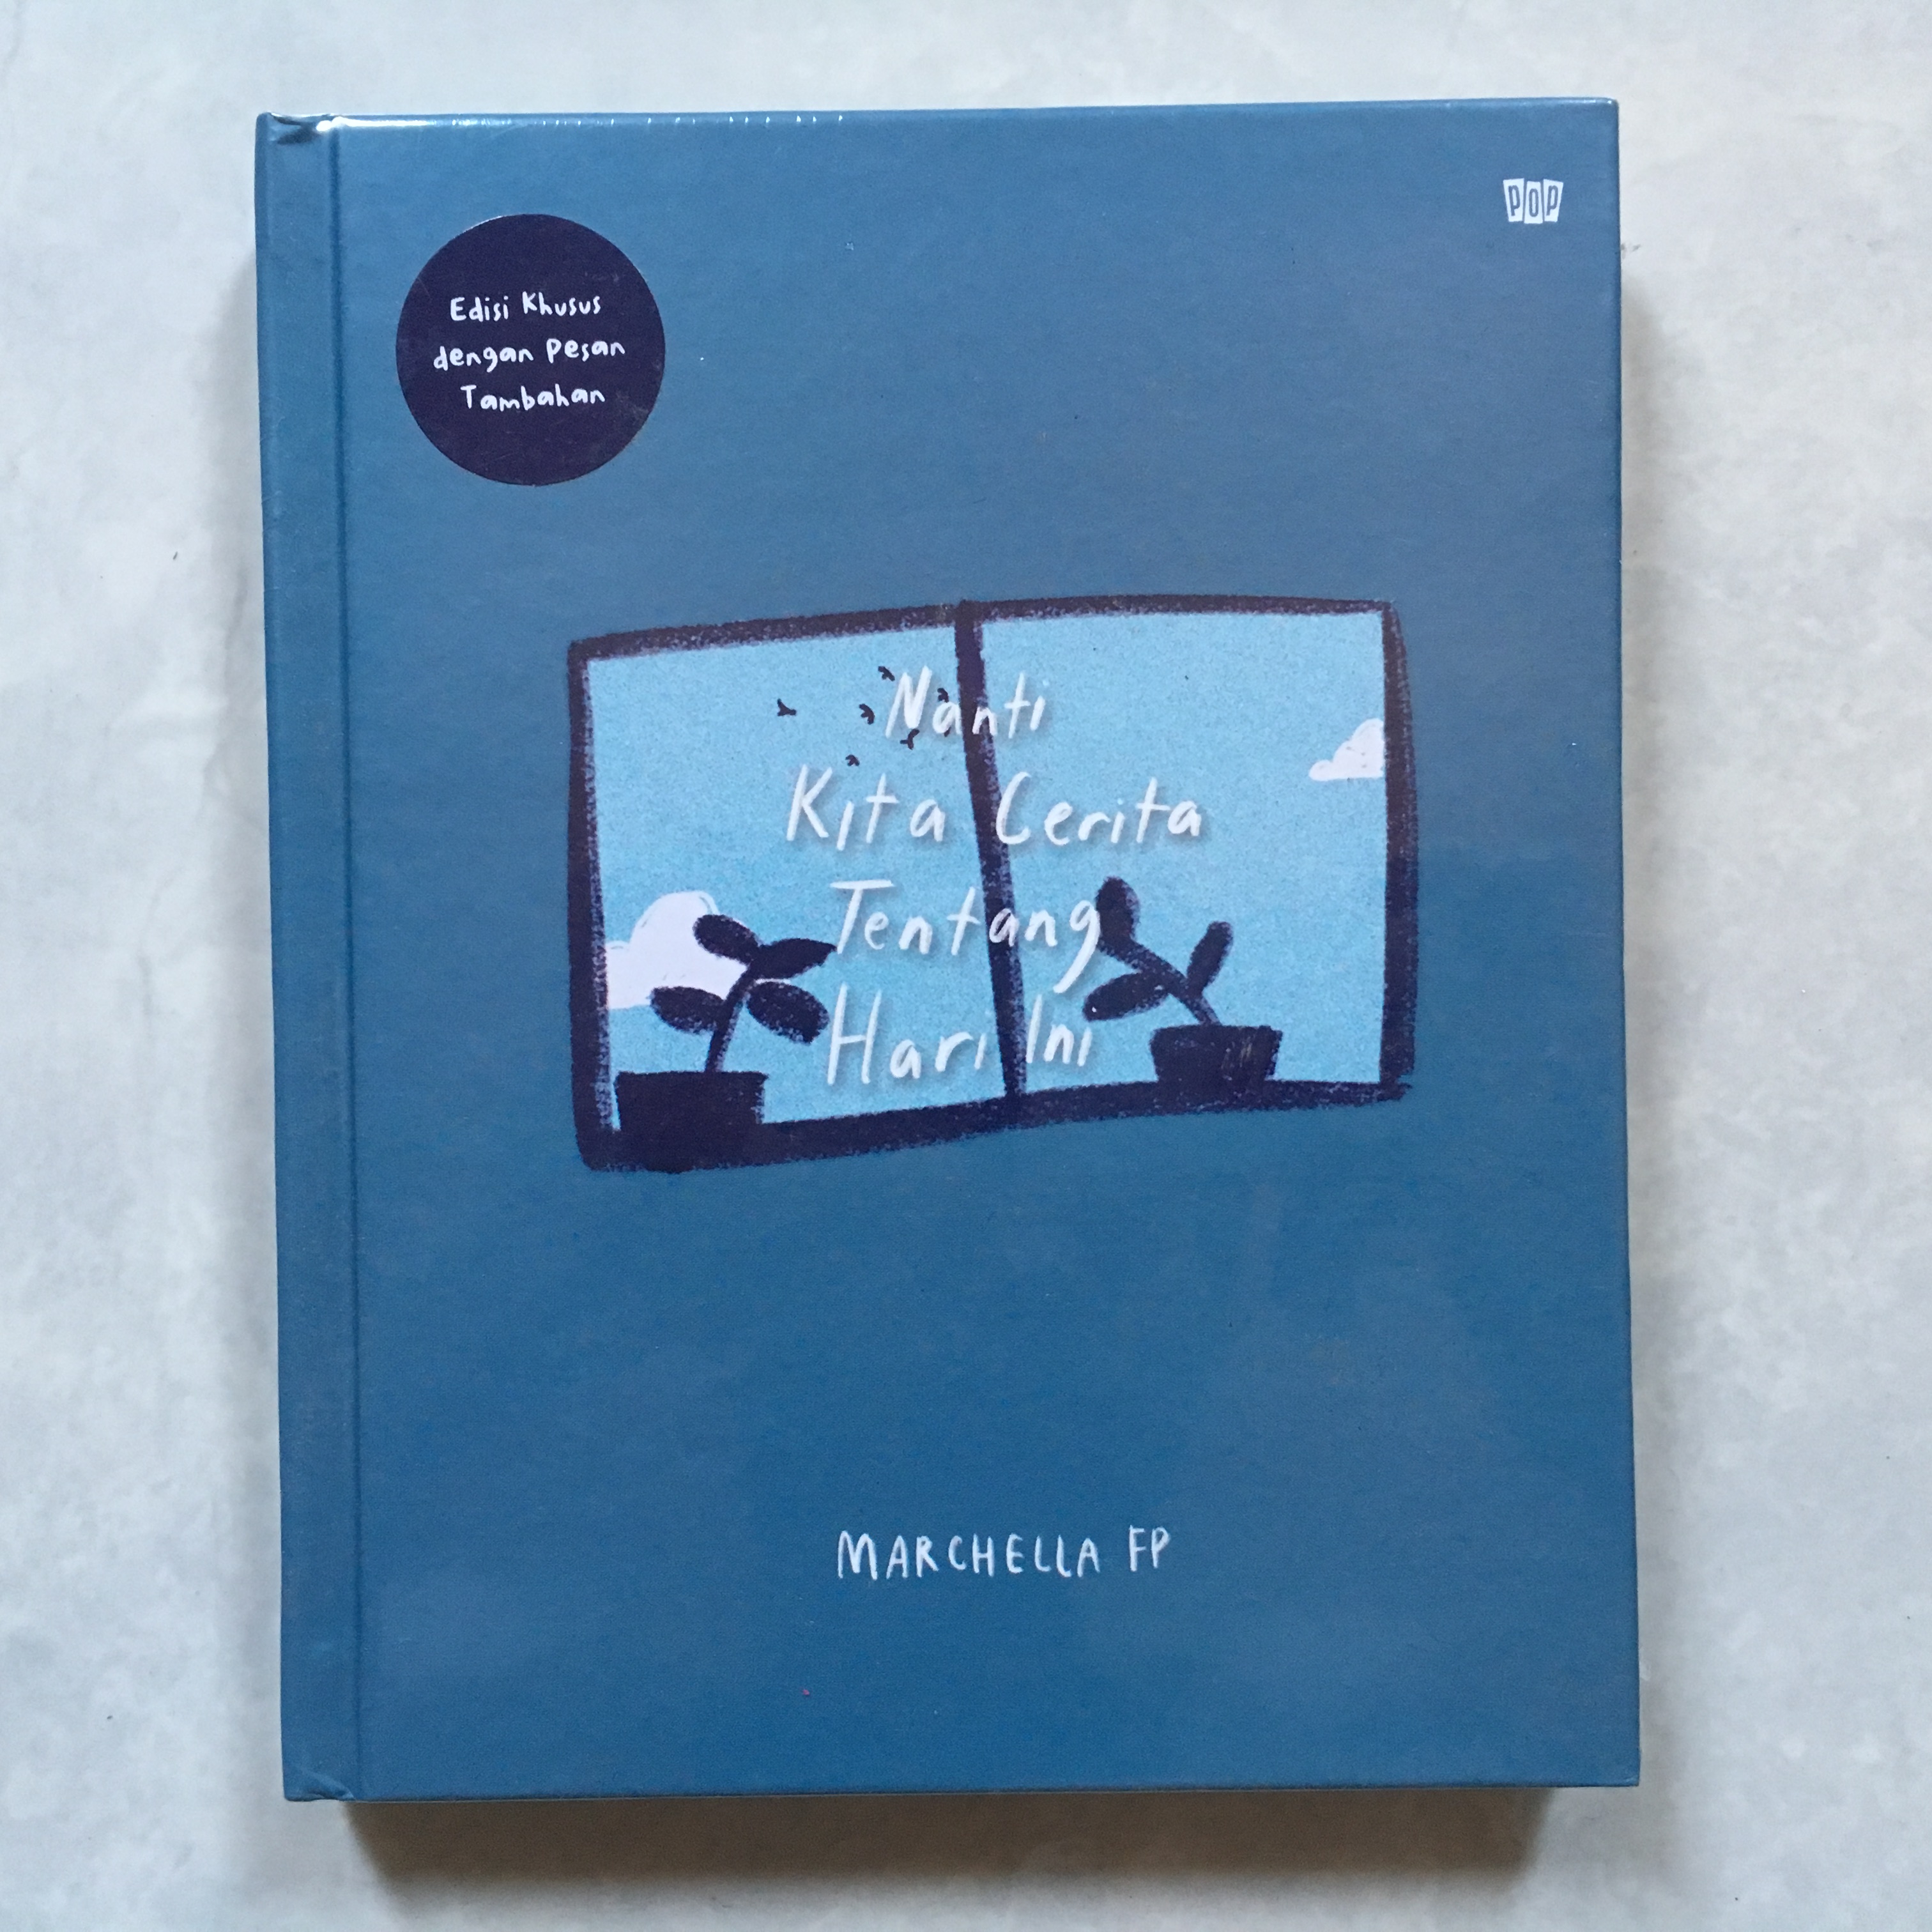 POP
Edisi Khusus
dengan Pesan
Tambahan
Nanti
Kita Cerita
Tentang
Hari Ini
MARCHELLA FP